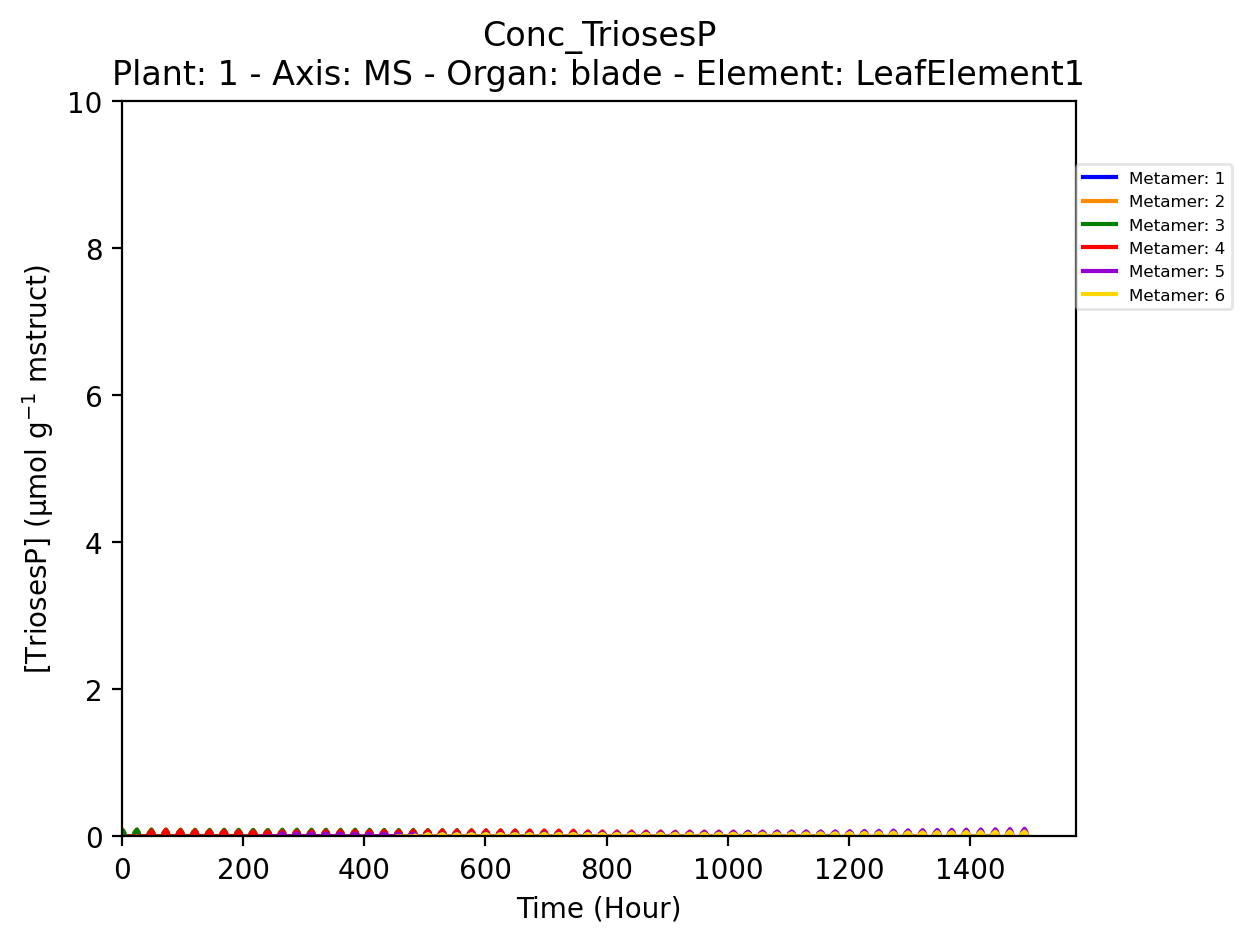 Conc_TriosesP
Plant: 1 - Axis: MS - Organ: blade - Element: LeafElement1
10
8
6
4
2
0
[TriosesP] (µmol g⁻¹ mstruct)
Metamer: 1
Metamer: 2
Metamer: 3
Metamer: 4
Metamer: 5
Metamer: 6
0 200 400 600 800 1000 1200 1400
Time (Hour)